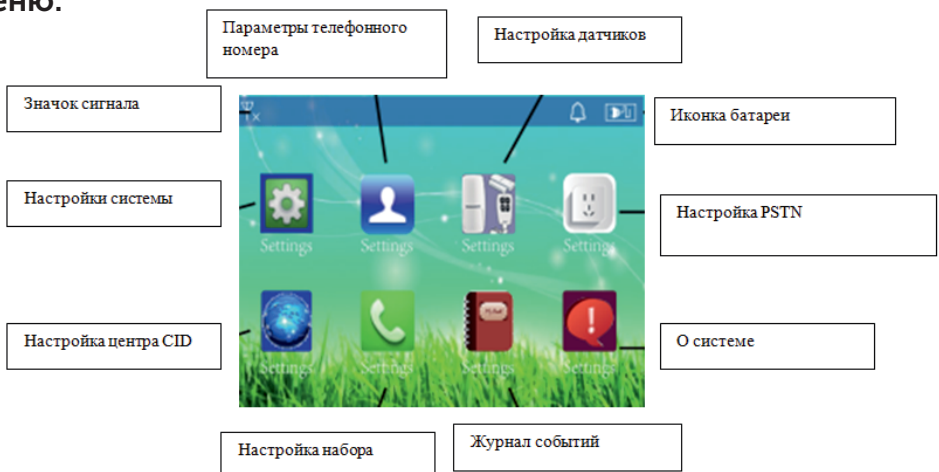 еню.
Параметры телефонного
номера
Настройка датчиков
Значок сигнала
Иконка батареи
Настройки системы
Настройка PSTN
Settings Settings Settings Settings
Настройка центра CID
О системе
Settings Settings Settings Settings
Настройка набора
Журнал событий